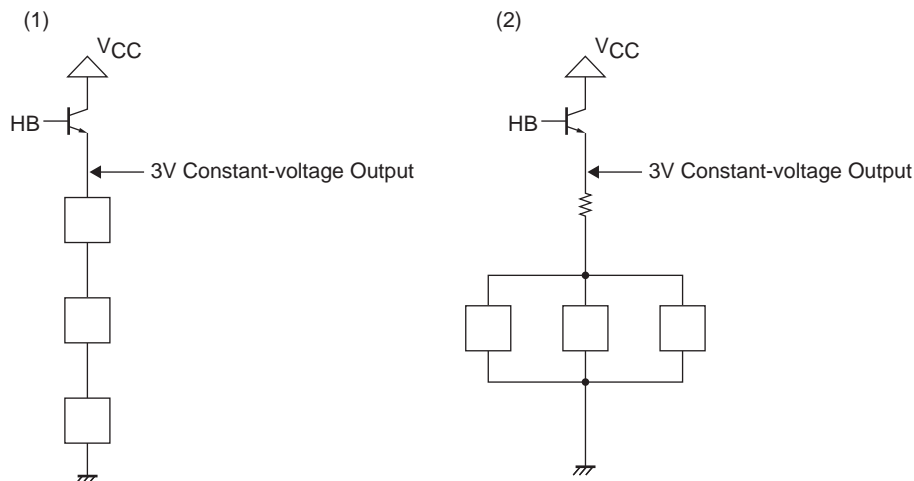 (1)
VCC
HB
3V Constant-voltage Output
(2)
VCC
HB
3V Constant-voltage Output